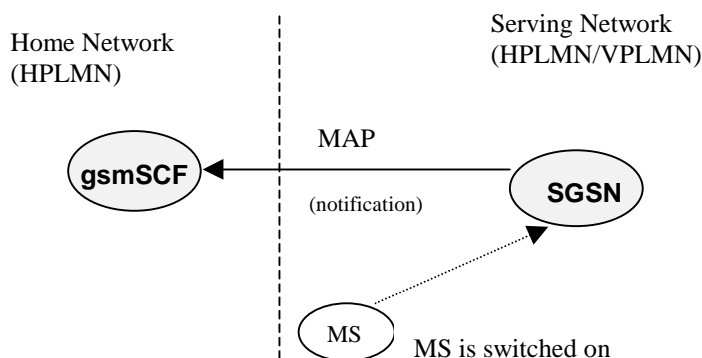 Home Network
(HPLMN)
Serving Network
(HPLMN/VPLMN)
MAP
gsmSCF
SGSN
(notification)
MS
MS is switched on